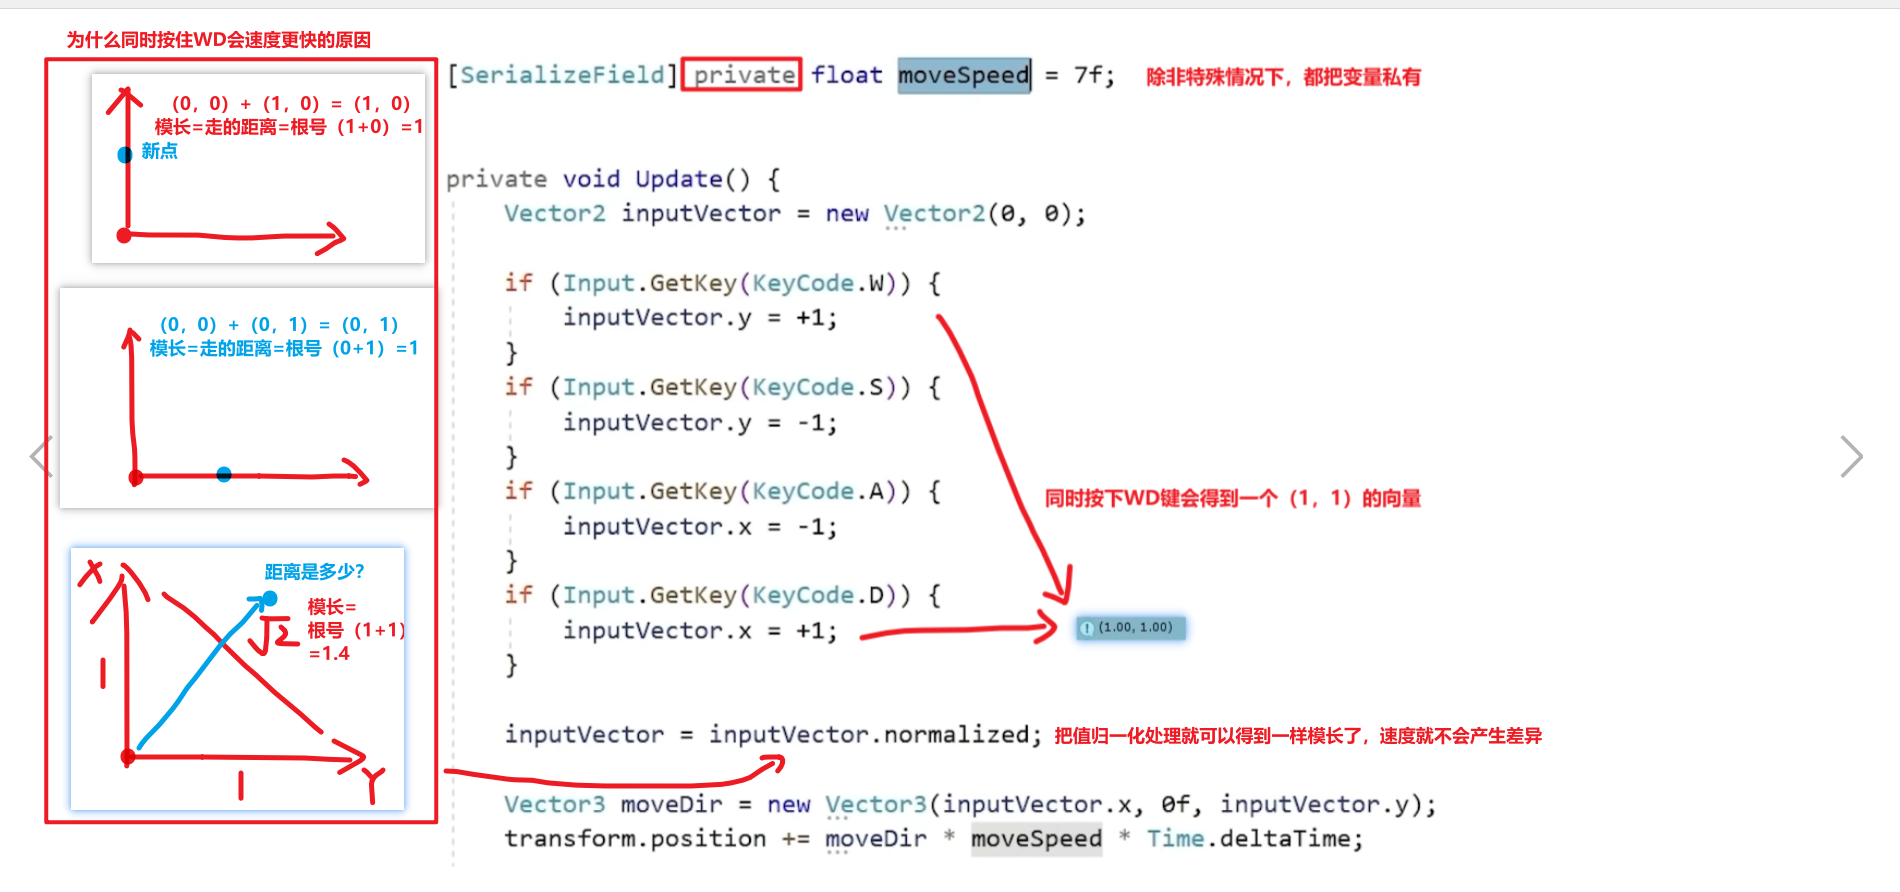 为什么同时按住WD会速度更快的原因
（0，0）+（1，0）=（1，0）
模长=走的距离=根号（1+0）=1
新点
（0，0）+（0，1）=（0，1）
模长=走的距离=根号（0+1）=1
X
距离是多少?
√2
模长=
根号（1+1）
=1.4
1
1
Y
[SerializeField] private float moveSpeed = 7f;
除非特殊情况下，都把变量私有
private void Update() {
Vector2 inputVector = new Vector2(0, 0);
if (Input.GetKey(KeyCode.W)) {
inputVector.y = +1;
}
if (Input.GetKey(KeyCode.S)) {
inputVector.y = -1;
}
if (Input.GetKey(KeyCode.A)) {
inputVector.x = -1;
}
if (Input.GetKey(KeyCode.D)) {
inputVector.x = +1;
}
同时按下WD键会得到一个（1，1）的向量
(1.00, 1.00)
inputVector = inputVector.normalized;
把值归一化处理就可以得到一样模长了，速度就不会产生差异
Vector3 moveDir = new Vector3(inputVector.x, 0f, inputVector.y);
transform.position += moveDir * moveSpeed * Time.deltaTime;